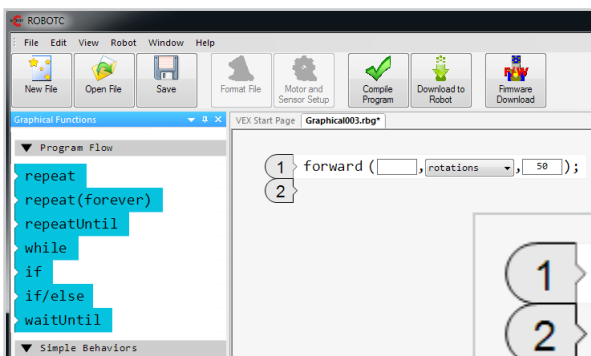 ROBOTC
File Edit View Robot Window Help
New File Open File Save Format File Motor and Sensor Setup Compile Program Download to Robot Firmware Download
Graphical Functions
VEX Start Page Graphical003.rbg*
▼ Program Flow
repeat
repeat(forever)
repeatUntil
while
if
if/else
waitUntil
▼ Simple Behaviors
1 forward ( , rotations , 50 );
2
1
2